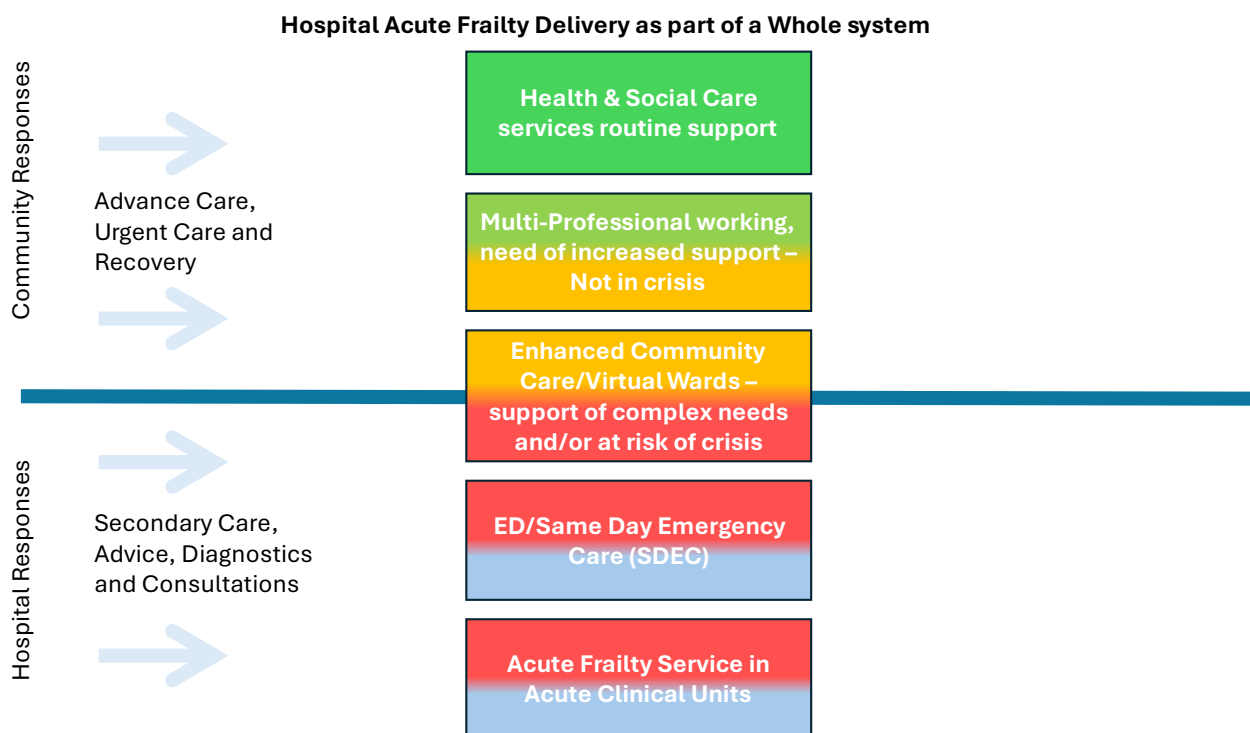 Hospital Acute Frailty Delivery as part of a Whole system
Community Responses
Advance Care,
Urgent Care and
Recovery
Health & Social Care
services routine support
Multi-Professional working,
need of increased support –
Not in crisis
Enhanced Community
Care/Virtual Wards –
support of complex needs
and/or at risk of crisis
Hospital Responses
Secondary Care,
Advice, Diagnostics
and Consultations
ED/Same Day Emergency
Care (SDEC)
Acute Frailty Service in
Acute Clinical Units